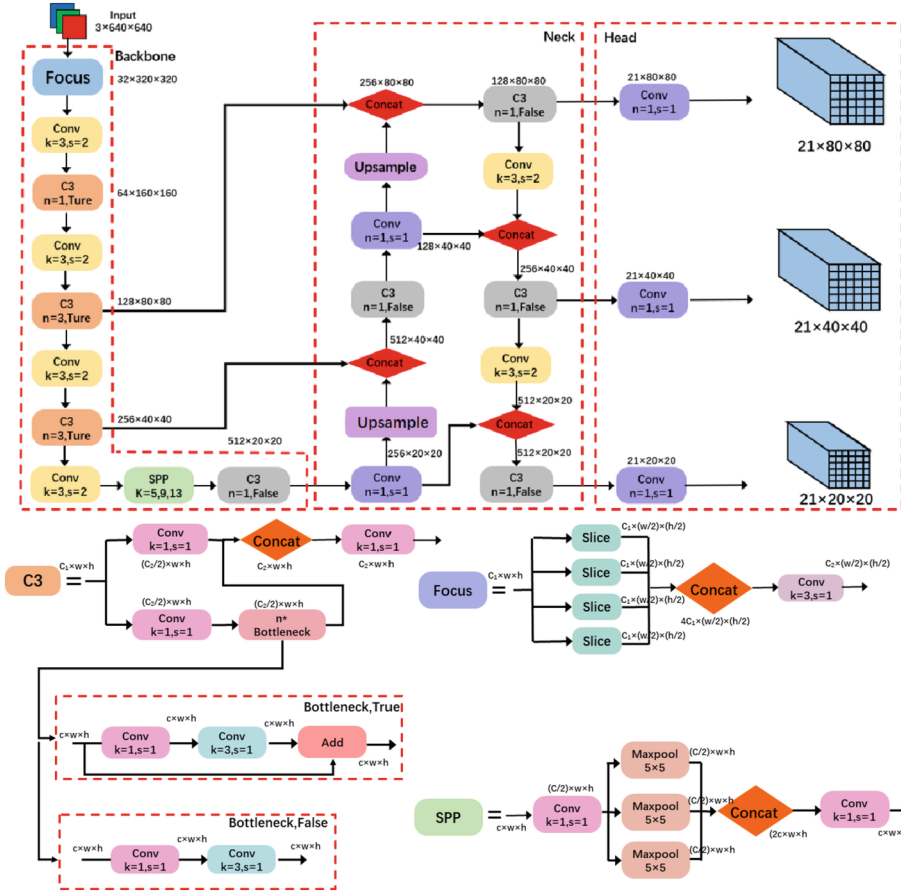 Input
3×640×640
Backbone
Focus
32×320×320
Conv
k=3,s=2
C3
n=1,Ture
64×160×160
Conv
k=3,s=2
C3
n=3,Ture
128×80×80
Conv
k=3,s=2
C3
n=3,Ture
256×40×40
Conv
k=3,s=2
SPP
K=5,9,13
C3
n=1,False
512×20×20
Neck
256×80×80
Concat
Upsample
Conv
n=1,s=1
128×40×40
C3
n=1,False
512×40×40
Concat
Upsample
256×20×20
Conv
n=1,s=1
128×80×80
C3
n=1,False
Conv
k=3,s=2
Concat
256×40×40
C3
n=1,False
Conv
k=3,s=2
512×20×20
Concat
512×20×20
C3
n=1,False
Head
21×80×80
Conv
n=1,s=1
21×80×80
21×40×40
Conv
n=1,s=1
21×40×40
21×20×20
Conv
n=1,s=1
21×20×20
C3
=
C₁×w×h
Conv
k=1,s=1
(C₂/2)×w×h
Concat
C₂×w×h
Conv
k=1,s=1
C₂×w×h
Conv
k=1,s=1
(C₂/2)×w×h
(C₂/2)×w×h
n*
Bottleneck
Bottleneck,True
c×w×h
Conv
k=1,s=1
c×w×h
Conv
k=3,s=1
c×w×h
Add
c×w×h
Bottleneck,False
c×w×h
Conv
k=1,s=1
c×w×h
Conv
k=3,s=1
c×w×h
Focus
=
C₁×w×h
Slice
C₁×(w/2)×(h/2)
Slice
C₁×(w/2)×(h/2)
Slice
C₁×(w/2)×(h/2)
Slice
C₁×(w/2)×(h/2)
Concat
4C₁×(w/2)×(h/2)
Conv
k=3,s=1
C₂×(w/2)×(h/2)
SPP
=
c×w×h
Conv
k=1,s=1
(C/2)×w×h
Maxpool
5×5
(C/2)×w×h
Maxpool
5×5
(C/2)×w×h
Maxpool
5×5
(C/2)×w×h
Concat
(2c×w×h
Conv
k=1,s=1
c×w×